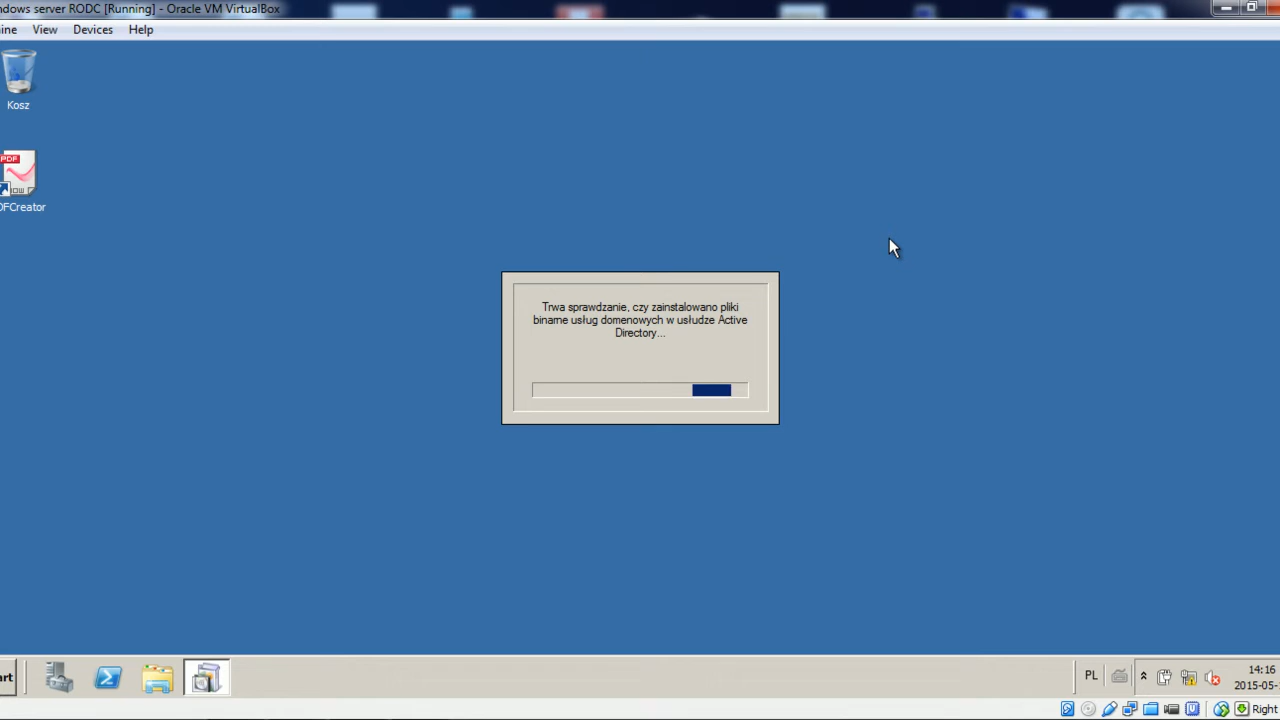 ndows server RODC [Running] - Oracle VM VirtualBox
ine View Devices Help
Kosz
PDF
DFCreator
Trwa sprawdzanie, czy zainstalowano pliki
binarne usług domenowych w usłudze Active
Directory...
art
PL
14:16
2015-05-
Right